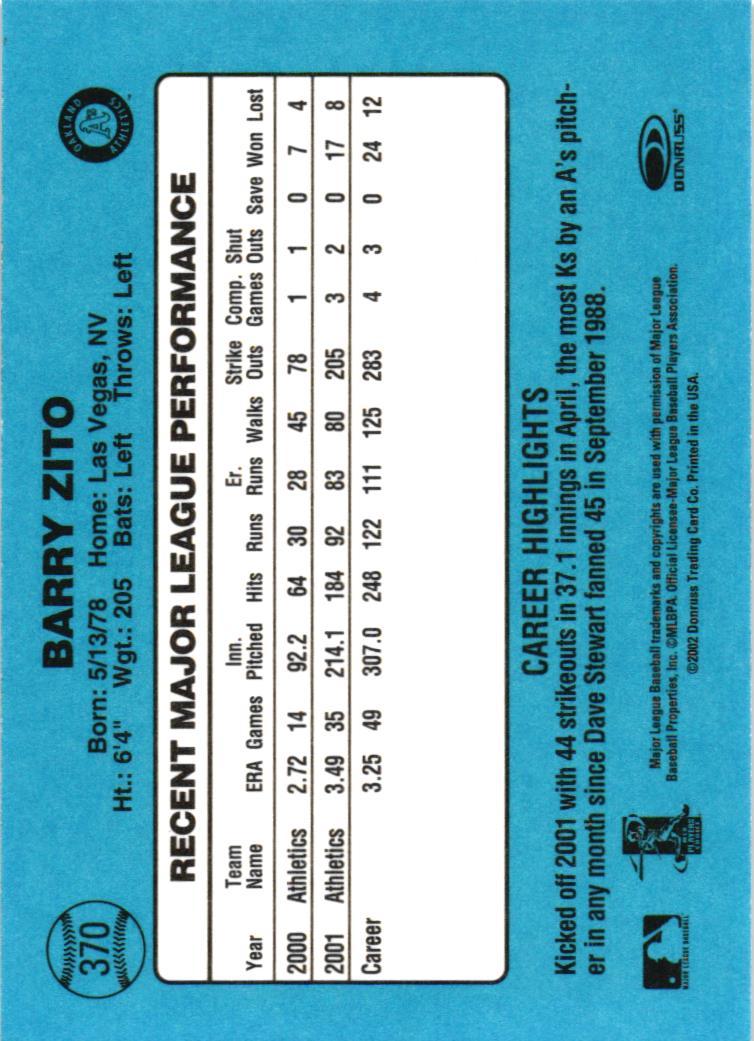 370
BARRY ZITO
Born: 5/13/78 Home: Las Vegas, NV
Ht.: 6'4" Wgt.: 205 Bats: Left Throws: Left
OAKLAND ATHLETICS
A's
RECENT MAJOR LEAGUE PERFORMANCE
Team Inn. Er. Strike Comp. Shut
Year Name ERA Games Pitched Hits Runs Runs Walks Outs Games Outs Save Won Lost
2000 Athletics 2.72 14 92.2 64 30 28 45 78 1 1 0 7 4
2001 Athletics 3.49 35 214.1 184 92 83 80 205 3 2 0 17 8
Career 3.25 49 307.0 248 122 111 125 283 4 3 0 24 12
CAREER HIGHLIGHTS
Kicked off 2001 with 44 strikeouts in 37.1 innings in April, the most Ks by an A's pitch-
er in any month since Dave Stewart fanned 45 in September 1988.
MAJOR LEAGUE BASEBALL
PLAYERS CHOICE
Major League Baseball trademarks and copyrights are used with permission of Major League
Baseball Properties, Inc. ©MLBPA. Official Licensee-Major League Baseball Players Association.
©2002 Donruss Trading Card Co. Printed in the USA.
DONRUSS